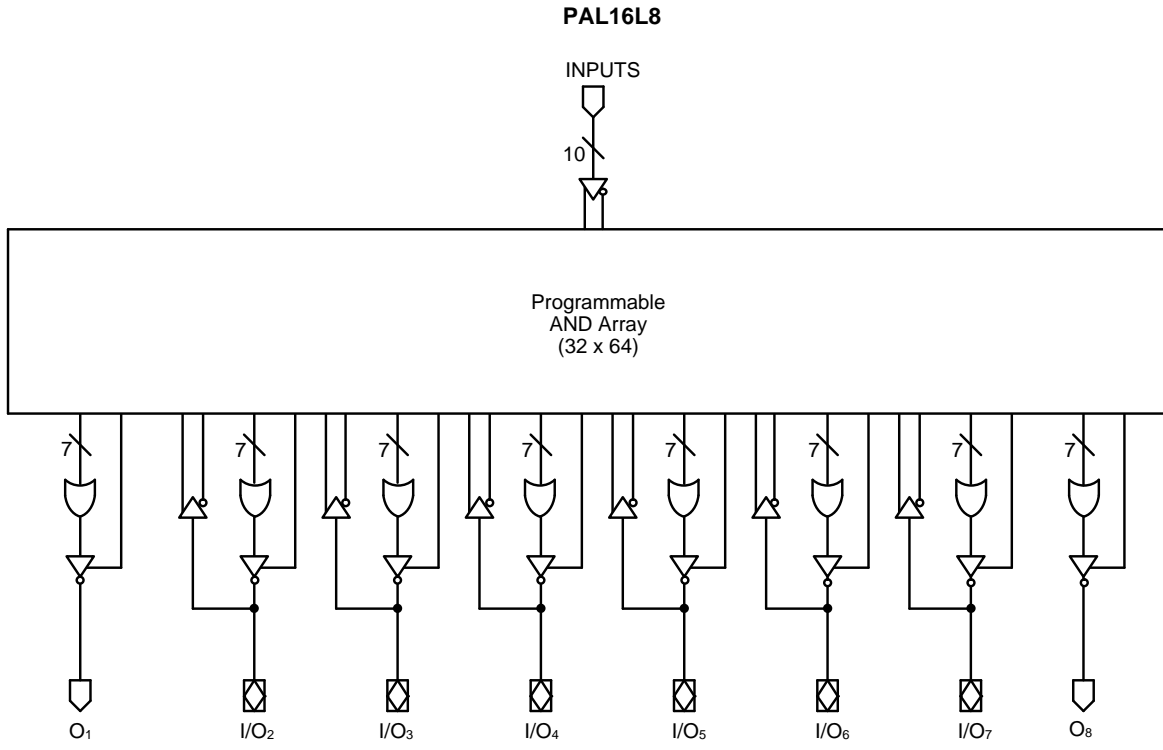 PAL16L8
INPUTS
10
Programmable
AND Array
(32 x 64)
7 7 7 7 7 7 7 7
O1 I/O2 I/O3 I/O4 I/O5 I/O6 I/O7 O8